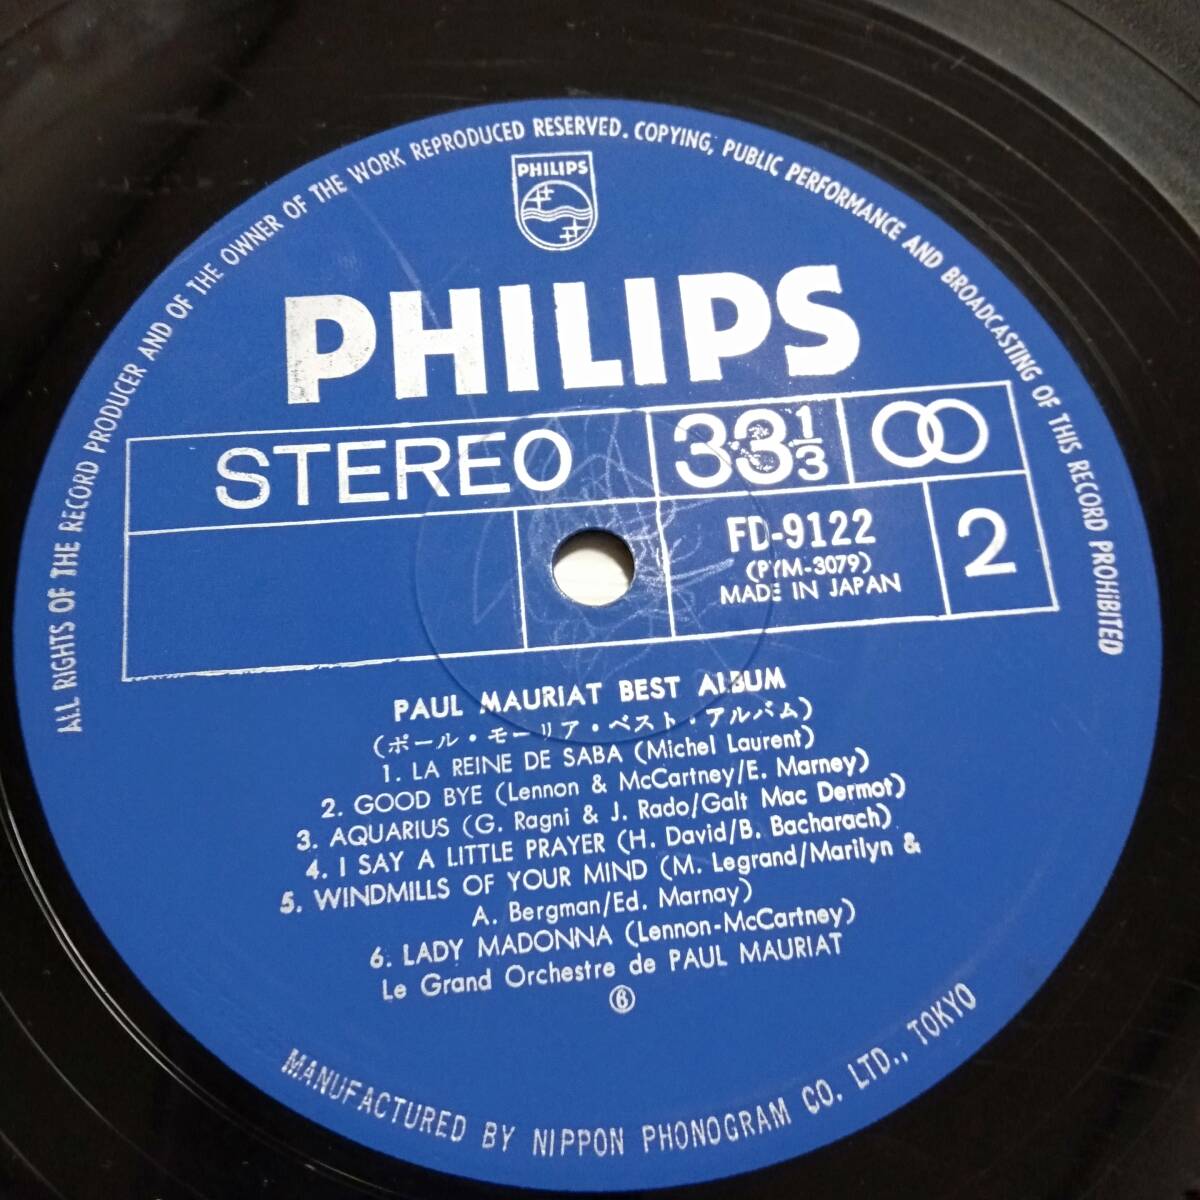 ALL RIGHTS OF THE RECORD PRODUCER AND OF THE OWNER OF THE WORK REPRODUCED RESERVED. COPYING, PUBLIC PERFORMANCE AND BROADCASTING OF THIS RECORD PROHIBITED
PHILIPS
PHILIPS
STEREO
33 1/3
FD-9122
(PYM-3079)
MADE IN JAPAN
2
PAUL MAURIAT BEST ALBUM
(ポール・モーリア・ベスト・アルバム)
1. LA REINE DE SABA (Michel Laurent)
2. GOOD BYE (Lennon & McCartney/E. Marney)
3. AQUARIUS (G. Ragni & J. Rado/Galt Mac Dermot)
4. I SAY A LITTLE PRAYER (H. David/B. Bacharach)
5. WINDMILLS OF YOUR MIND (M. Legrand/Marilyn &
A. Bergman/Ed. Marnay)
6. LADY MADONNA (Lennon-McCartney)
Le Grand Orchestre de PAUL MAURIAT
⑥
MANUFACTURED BY NIPPON PHONOGRAM CO. LTD., TOKYO